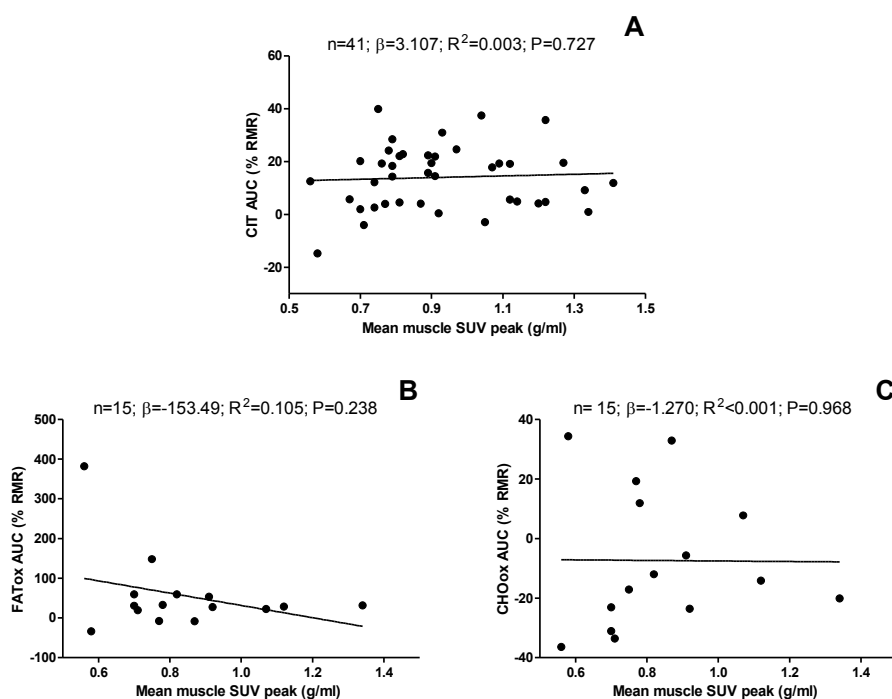 A
n=41; β=3.107; R²=0.003; P=0.727
60
40
20
0
-20
CIT AUC (% RMR)
0.5 0.7 0.9 1.1 1.3 1.5
Mean muscle SUV peak (g/ml)
B
n=15; β=-153.49; R²=0.105; P=0.238
500
400
300
200
100
0
-100
FATox AUC (% RMR)
0.6 0.8 1.0 1.2 1.4
Mean muscle SUV peak (g/ml)
C
n= 15; β=-1.270; R²<0.001; P=0.968
40
20
-0
-20
-40
CHOox AUC (% RMR)
0.6 0.8 1.0 1.2 1.4
Mean muscle SUV peak (g/ml)